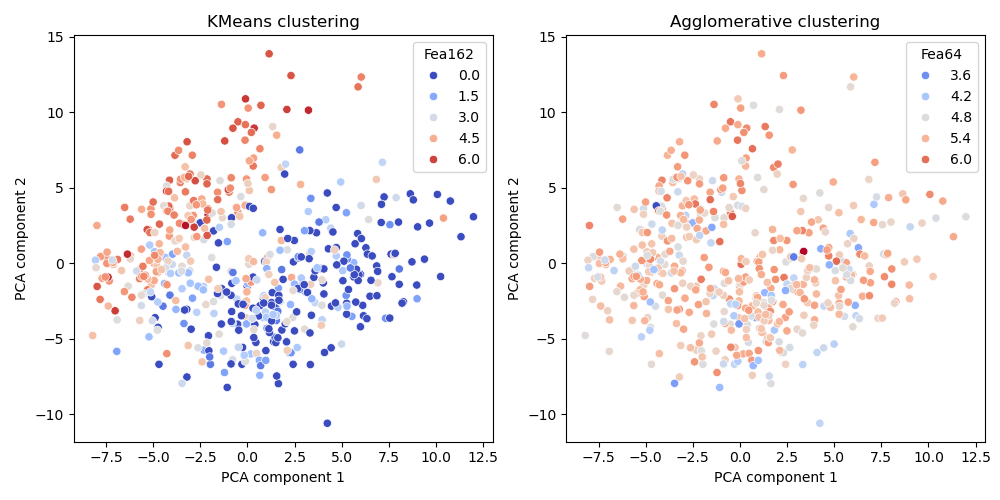 KMeans clustering
PCA component 2
15
10
5
0
−5
−10
−7.5 −5.0 −2.5 0.0 2.5 5.0 7.5 10.0 12.5
PCA component 1
Fea162
0.0
1.5
3.0
4.5
6.0
Agglomerative clustering
PCA component 2
15
10
5
0
−5
−10
−7.5 −5.0 −2.5 0.0 2.5 5.0 7.5 10.0 12.5
PCA component 1
Fea64
3.6
4.2
4.8
5.4
6.0